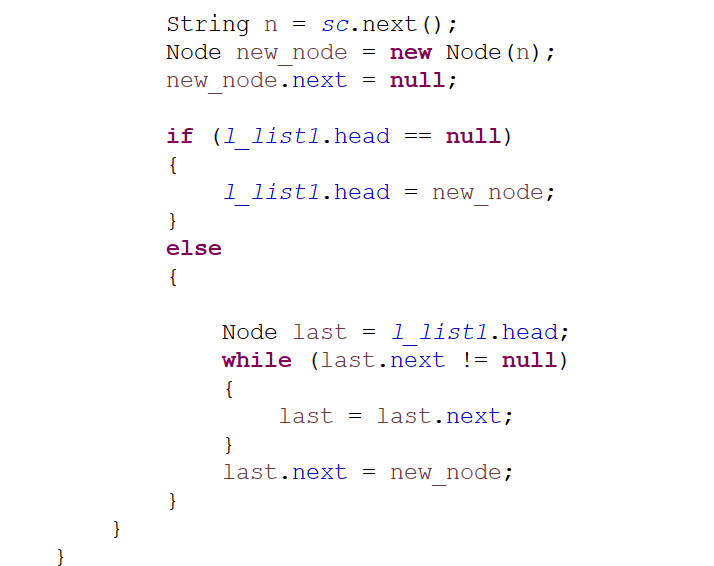 String n = sc.next();
Node new_node = new Node(n);
new_node.next = null;
if (l_list1.head == null)
{
l_list1.head = new_node;
}
else
{
Node last = l_list1.head;
while (last.next != null)
{
last = last.next;
}
last.next = new_node;
}
}
}